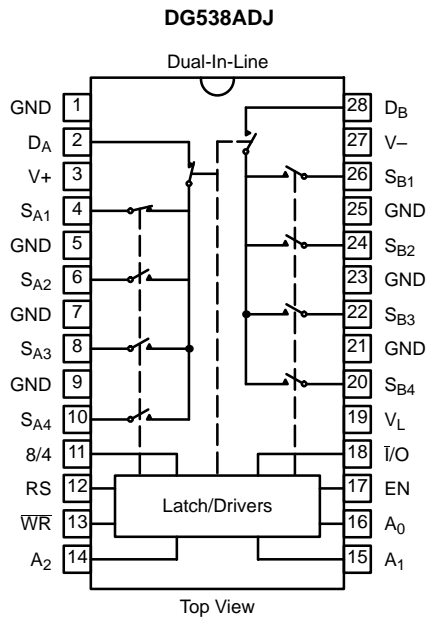 DG538ADJ
Dual-In-Line
GND 1
D_A 2
V+ 3
S_A1 4
GND 5
S_A2 6
GND 7
S_A3 8
GND 9
S_A4 10
8/4 11
RS 12
W̅R̅ 13
A_2 14
28 D_B
27 V–
26 S_B1
25 GND
24 S_B2
23 GND
22 S_B3
21 GND
20 S_B4
19 V_L
18 I̅/O
17 EN
16 A_0
15 A_1
Latch/Drivers
Top View